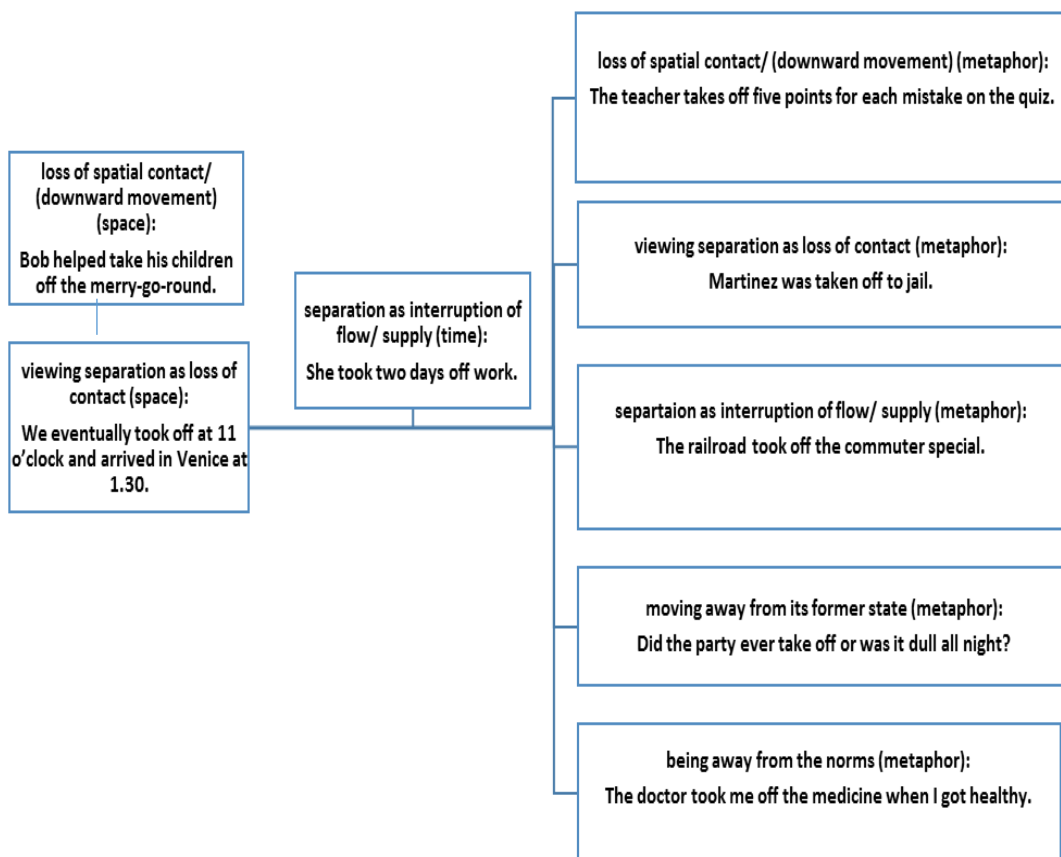 loss of spatial contact/
(downward movement)
(space):
Bob helped take his children
off the merry-go-round.
viewing separation as loss of
contact (space):
We eventually took off at 11
o’clock and arrived in Venice at
1.30.
separation as interruption of
flow/ supply (time):
She took two days off work.
loss of spatial contact/ (downward movement) (metaphor):
The teacher takes off five points for each mistake on the quiz.
viewing separation as loss of contact (metaphor):
Martinez was taken off to jail.
separtaion as interruption of flow/ supply (metaphor):
The railroad took off the commuter special.
moving away from its former state (metaphor):
Did the party ever take off or was it dull all night?
being away from the norms (metaphor):
The doctor took me off the medicine when I got healthy.